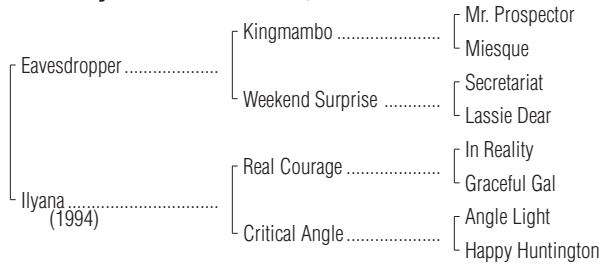 Mr. Prospector
Kingmambo ..................
Miesque
Eavesdropper ....................
Secretariat
Weekend Surprise ............
Lassie Dear
In Reality
Real Courage ..................
Graceful Gal
Ilyana................................
(1994)
Angle Light
Critical Angle..................
Happy Huntington